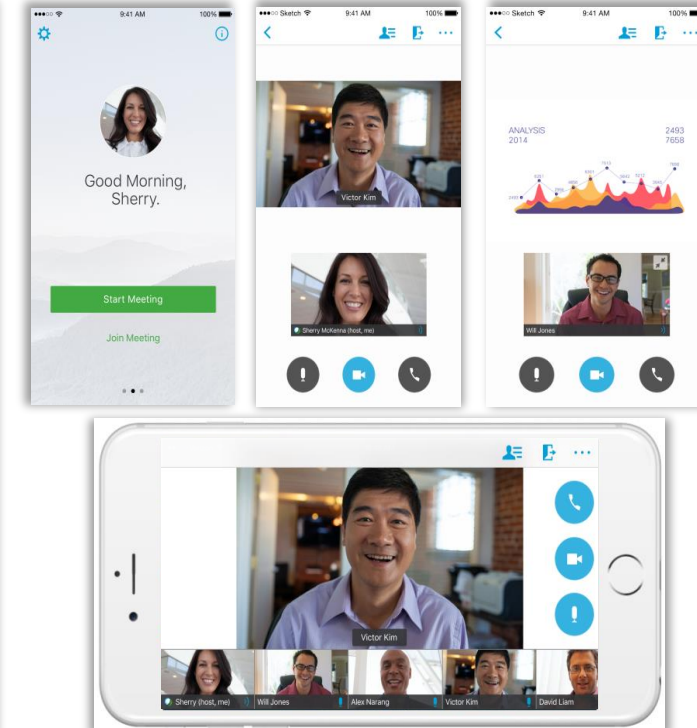 9:41 AM
100%
Good Morning,
Sherry.
Start Meeting
Join Meeting
Sketch
9:41 AM
100%
Victor Kim
Sherry McKenna (host, me)
Sketch
9:41 AM
100%
ANALYSIS
2014
2493
7658
Will Jones
Victor Kim
Sherry (host, me)
Will Jones
Alex Narang
Victor Kim
David Liam